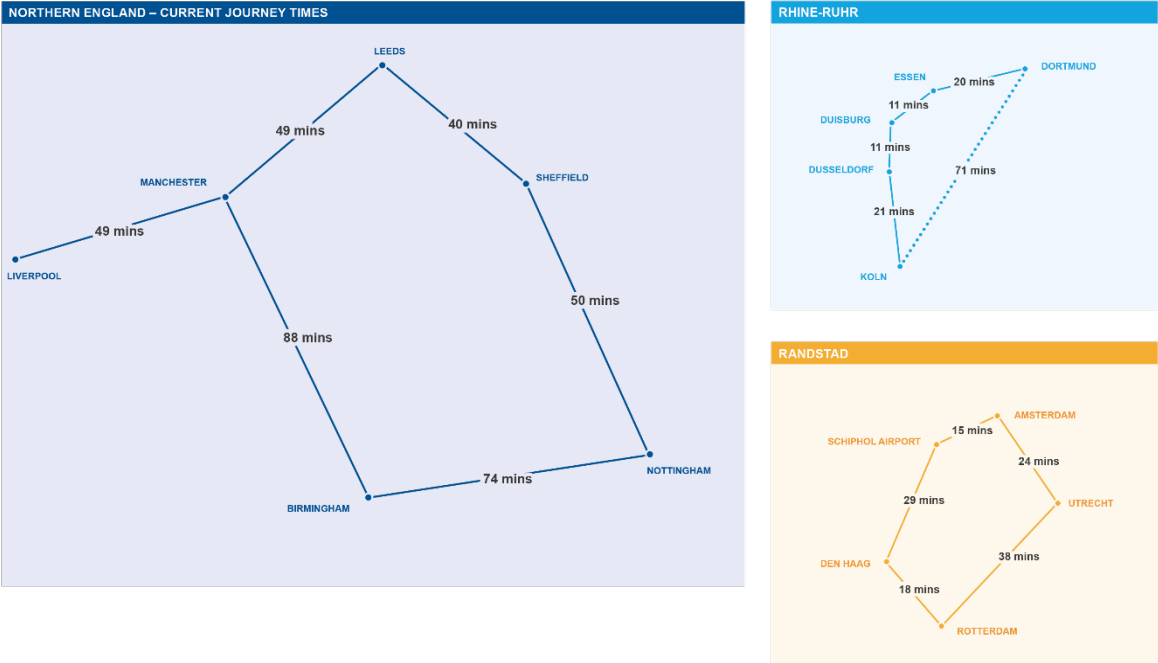 NORTHERN ENGLAND – CURRENT JOURNEY TIMES
LEEDS
49 mins
40 mins
MANCHESTER
SHEFFIELD
49 mins
LIVERPOOL
50 mins
88 mins
74 mins
NOTTINGHAM
BIRMINGHAM
RHINE-RUHR
DORTMUND
ESSEN
20 mins
11 mins
DUISBURG
11 mins
DUSSELDORF
71 mins
21 mins
KOLN
RANDSTAD
AMSTERDAM
15 mins
SCHIPHOL AIRPORT
24 mins
29 mins
UTRECHT
38 mins
DEN HAAG
18 mins
ROTTERDAM